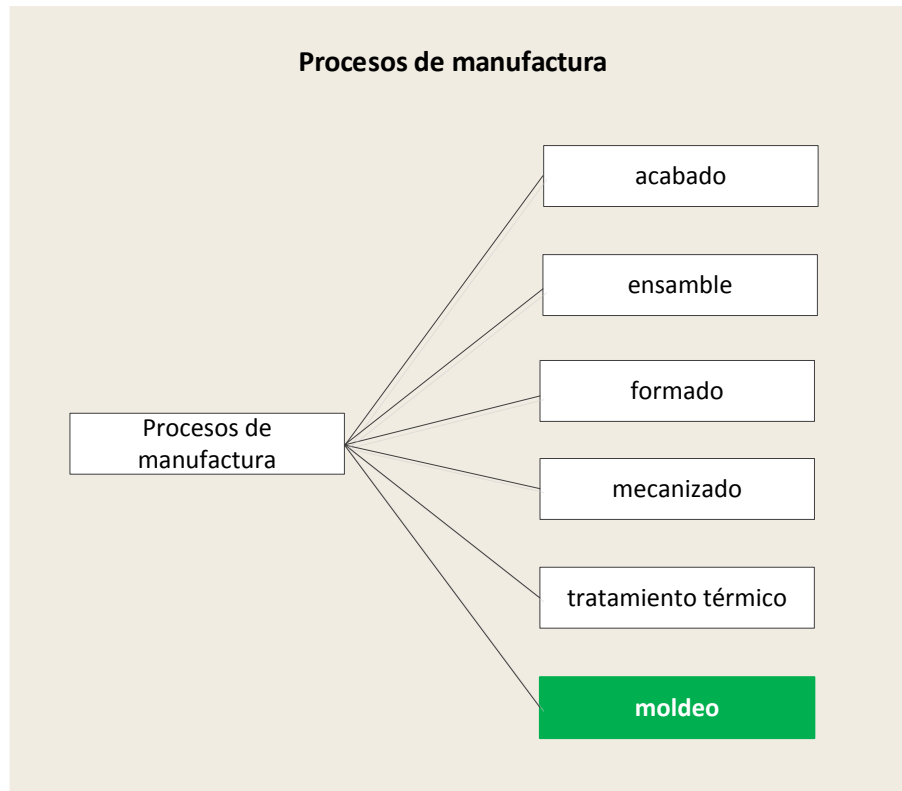 Procesos de manufactura
acabado
ensamble
formado
Procesos de
manufactura
mecanizado
tratamiento térmico
moldeo